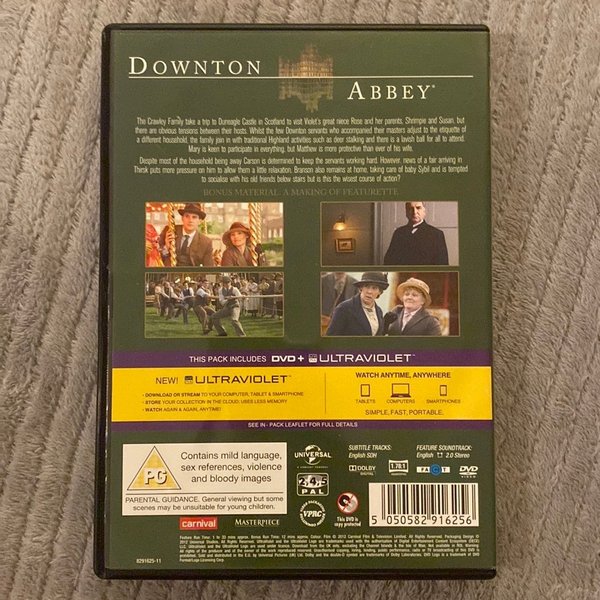 DOWNTON
ABBEY®
The Crawley Family take a trip to Duneagle Castle in Scotland to visit Violet's great niece Rose and her parents. Shrimpie and Susan, but
there are obvious tensions between their hosts. Whilst the few Downton servants who accompanied their masters adjust to the etiquette of
a different household, the family join in with traditional Highland activities such as deer stalking and there is a lavish ball for all to attend.
Mary is keen to participate in everything, but Matthew is more protective than ever of his wife.
Despite most of the household being away Carson is determined to keep the servants working hard. However, news of a fair arriving in
Thirsk puts more pressure on him to allow them a little relaxation, Branson also remains at home, taking care of baby Sybil and is tempted
to socialise with his old friends below stairs but is this the wisest course of action?
BONUS MATERIAL: A MAKING OF FEATURETTE
THIS PACK INCLUDES DVD + ULTRAVIOLET™
NEW! ULTRAVIOLET™
• DOWNLOAD OR STREAM TO YOUR COMPUTER, TABLET & SMARTPHONE
• STORE YOUR COLLECTION IN THE CLOUD: USES LESS MEMORY
• WATCH AGAIN & AGAIN, ANYTIME!
WATCH ANYTIME, ANYWHERE
TABLETS
COMPUTERS
SMARTPHONES
SIMPLE, FAST, PORTABLE.
SEE IN - PACK LEAFLET FOR FULL DETAILS
PG
Contains mild language,
sex references, violence
and bloody images
PARENTAL GUIDANCE. General viewing but some
scenes may be unsuitable for young children.
UNIVERSAL
2,4,5
PAL
VPRC
SUBTITLE TRACKS:
English SDH
DOLBY
DIGITAL
1.78:1
This DVD is
copy protected
FEATURE SOUNDTRACK:
English 2.0 Stereo
FACT
DVD
VIDEO
5 050582 916256
carnival
MASTERPIECE
8291625-11